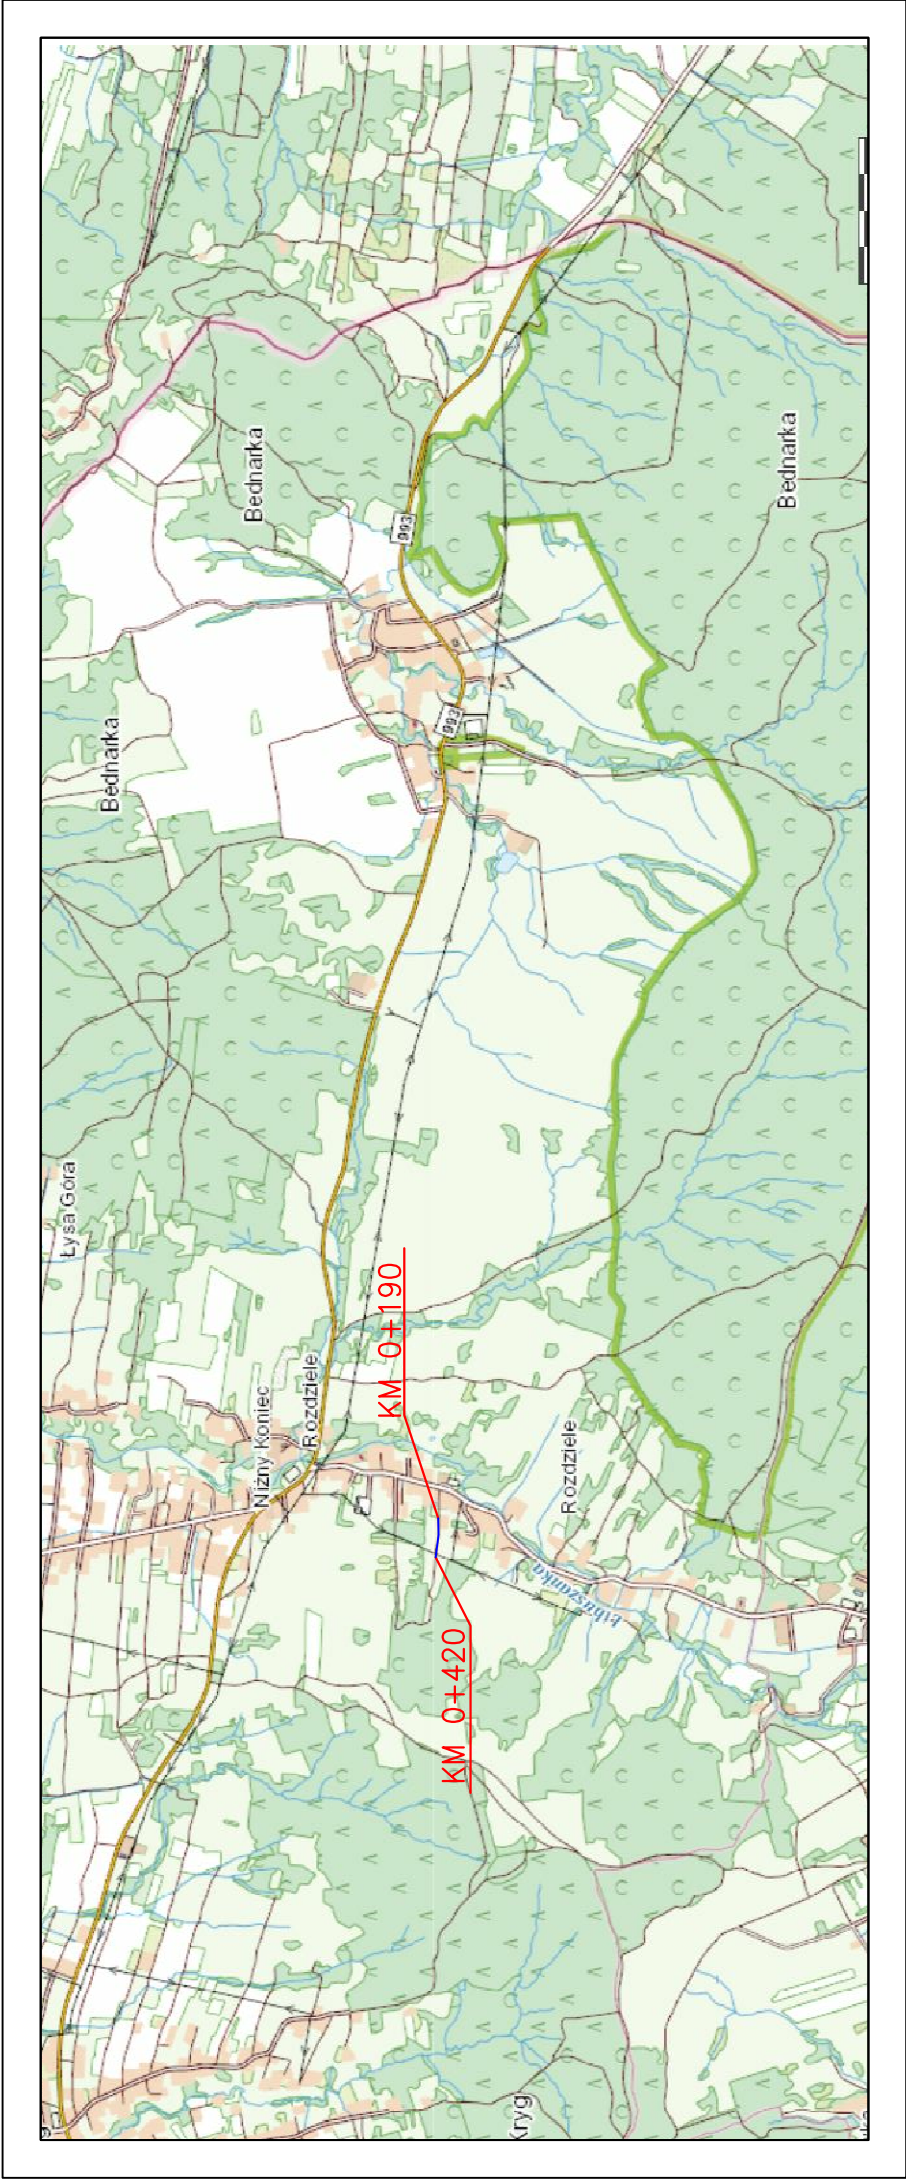 Bednarka
Bednarka
993
Bednarka
993
Łysa Góra
KM 0+190
Rozdziele
Niżny Koniec
Rozdziele
Libuszanka
KM 0+420
Kryg